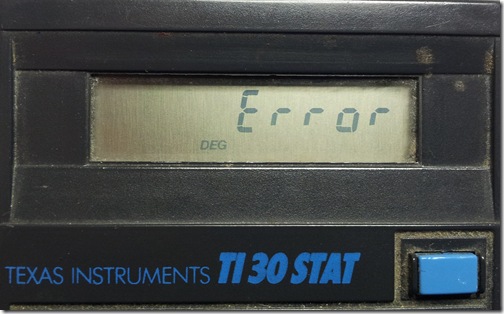 Error
DEG
TEXAS INSTRUMENTS TI 30 STAT